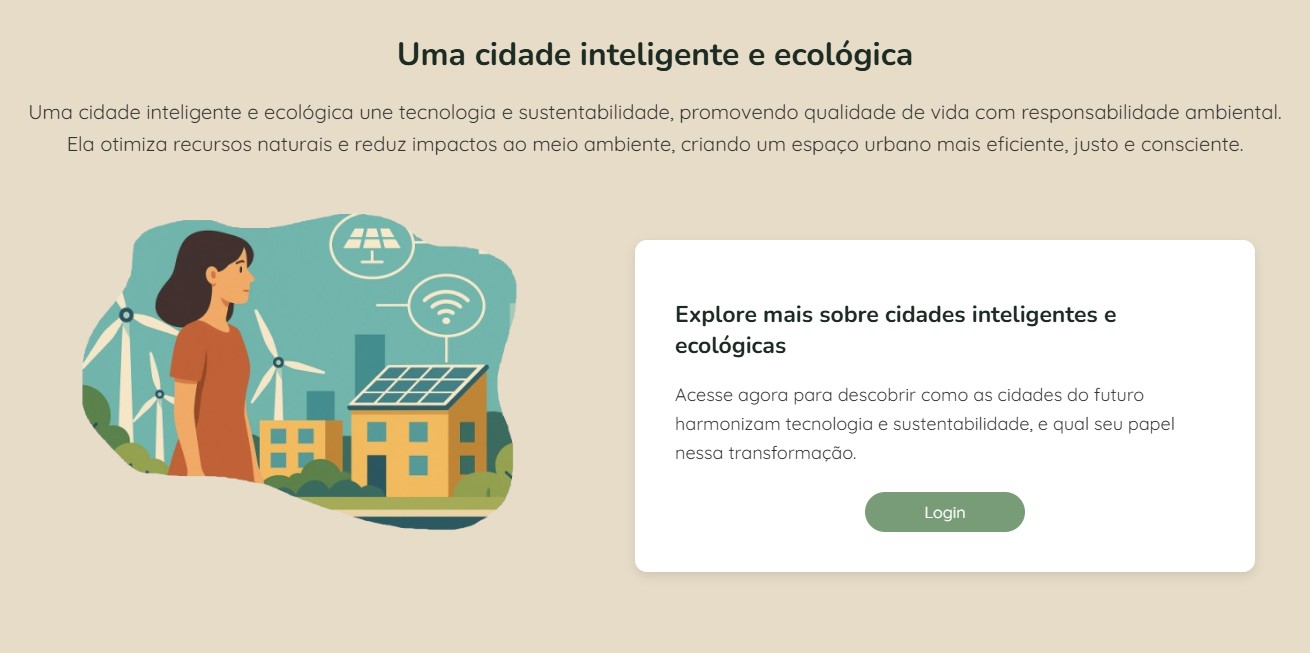 Uma cidade inteligente e ecológica
Uma cidade inteligente e ecológica une tecnologia e sustentabilidade, promovendo qualidade de vida com responsabilidade ambiental.
Ela otimiza recursos naturais e reduz impactos ao meio ambiente, criando um espaço urbano mais eficiente, justo e consciente.
Explore mais sobre cidades inteligentes e
ecológicas
Acesse agora para descobrir como as cidades do futuro
harmonizam tecnologia e sustentabilidade, e qual seu papel
nessa transformação.
Login